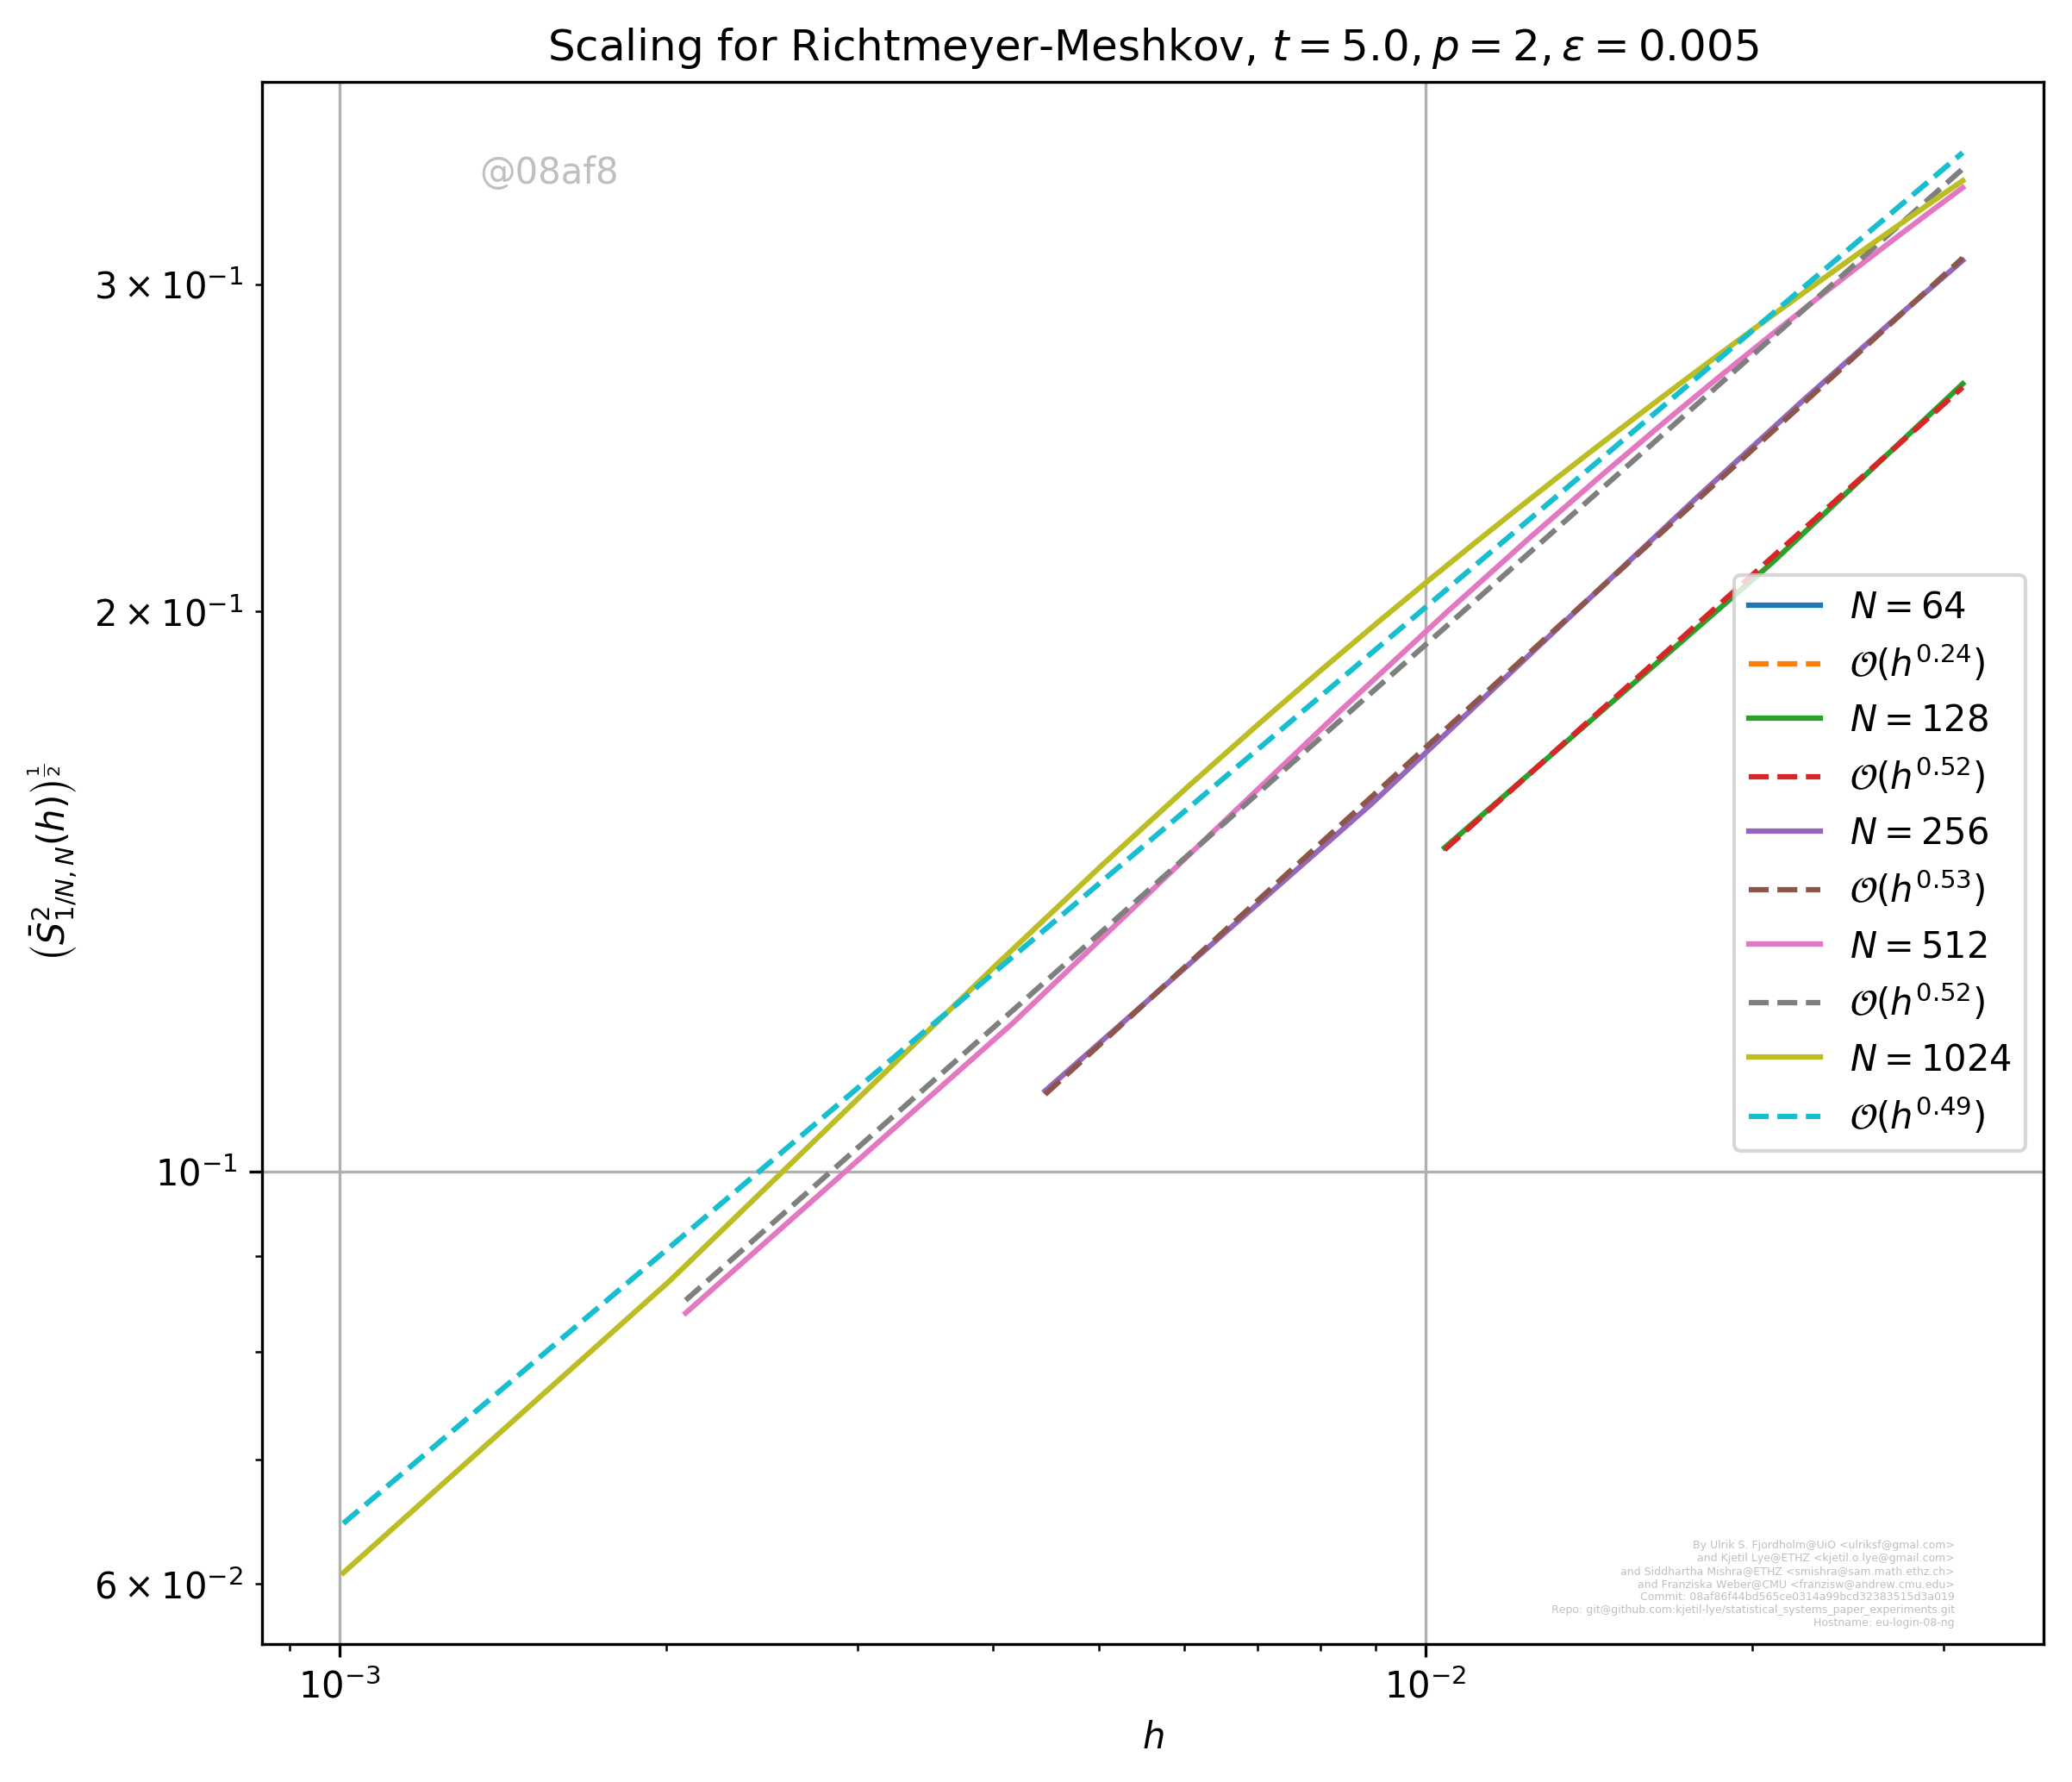 Scaling for Richtmeyer-Meshkov, $t = 5.0, p = 2, \epsilon = 0.005$
@08af8
$3 \times 10^{-1}$
$2 \times 10^{-1}$
$10^{-1}$
$6 \times 10^{-2}$
$\left(\bar{S}^2_{1/N,N}(h)\right)^{\frac{1}{2}}$
$N = 64$
$\mathcal{O}(h^{0.24})$
$N = 128$
$\mathcal{O}(h^{0.52})$
$N = 256$
$\mathcal{O}(h^{0.53})$
$N = 512$
$\mathcal{O}(h^{0.52})$
$N = 1024$
$\mathcal{O}(h^{0.49})$
By Ulrik S. Fjordholm@UiO <ulriksf@gmal.com>
and Kjetil Lye@ETHZ <kjetil.o.lye@gmail.com>
and Siddhartha Mishra@ETHZ <smishra@sam.math.ethz.ch>
and Franziska Weber@CMU <franzisw@andrew.cmu.edu>
Commit: 08af86f44bd565ce0314a99bcd32383515d3a019
Repo: git@github.com:kjetil-lye/statistical_systems_paper_experiments.git
Hostname: eu-login-08-ng
$10^{-3}$
$10^{-2}$
$h$